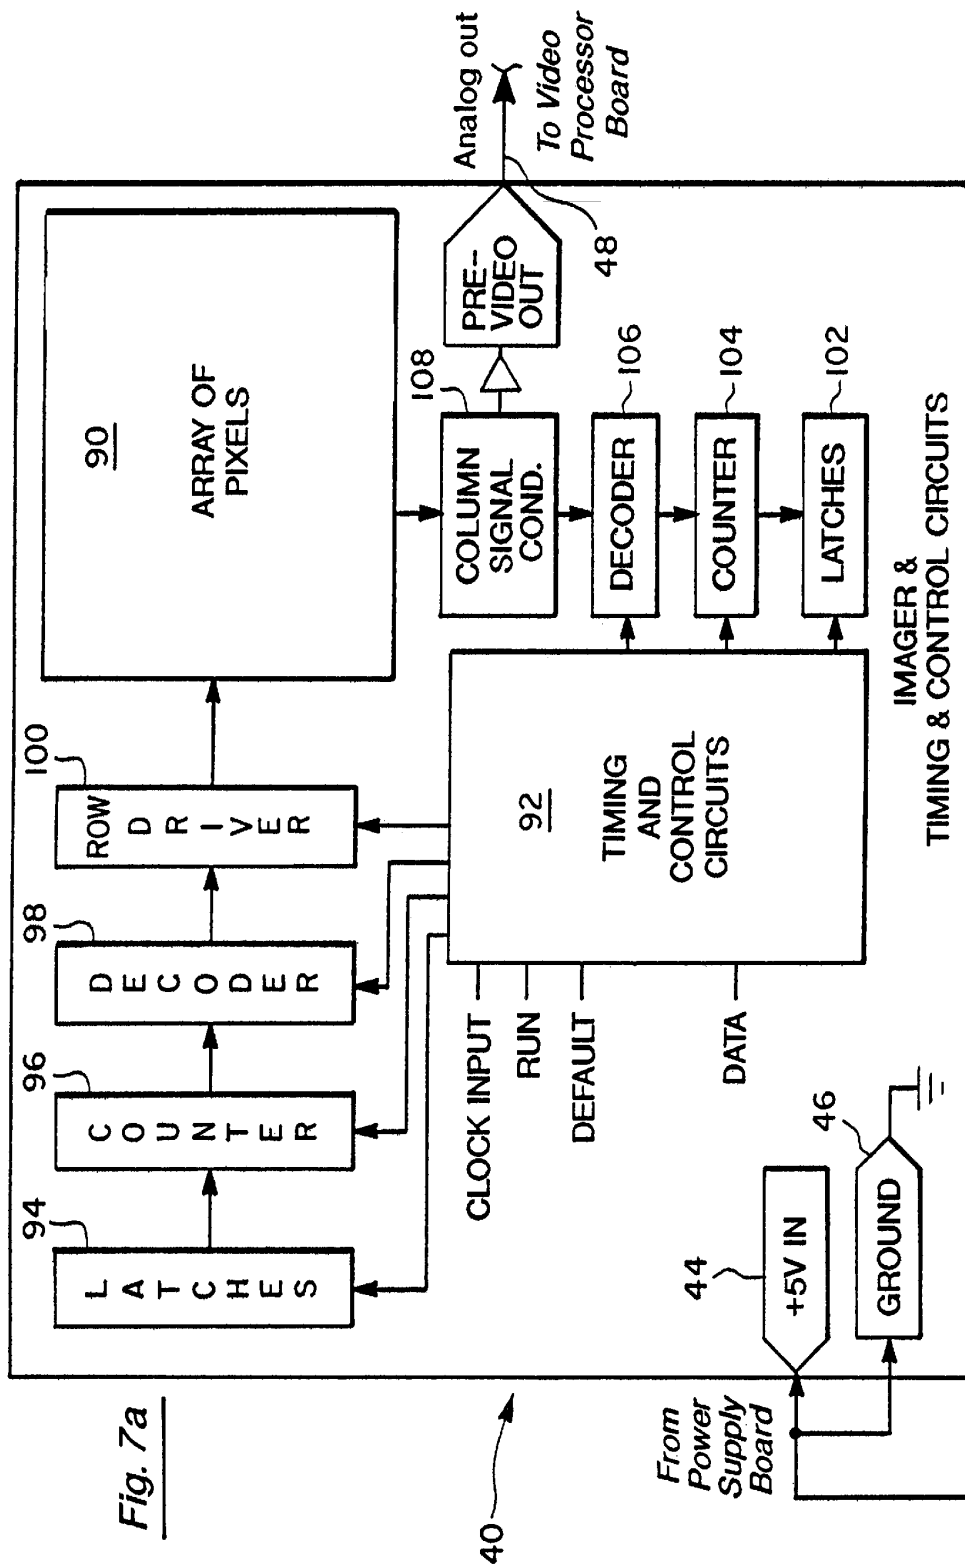 Fig. 7a
40
94
LATCHES
96
COUNTER
98
DECODER
100
ROW
DRIVER
90
ARRAY OF
PIXELS
CLOCK INPUT
RUN
DEFAULT
DATA
92
TIMING
AND
CONTROL
CIRCUITS
108
COLUMN
SIGNAL
COND.
PRE--
VIDEO
OUT
Analog out
To Video
Processor
Board
48
DECODER
106
COUNTER
104
LATCHES
102
From
Power
Supply
Board
44
+5V IN
46
GROUND
IMAGER &
TIMING & CONTROL CIRCUITS